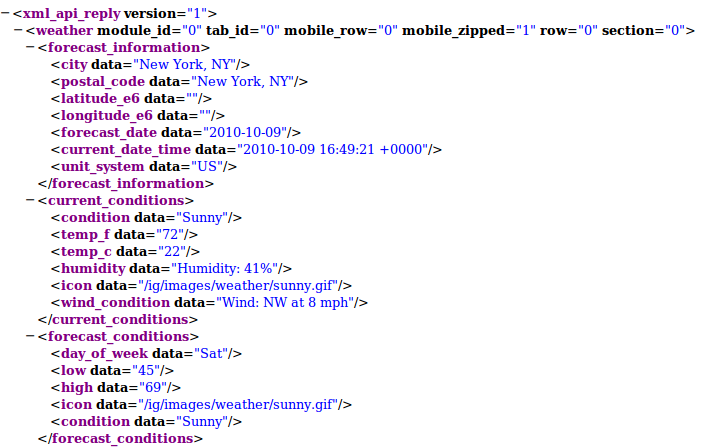 −<xml_api_reply version="1">
−<weather module_id="0" tab_id="0" mobile_row="0" mobile_zipped="1" row="0" section="0">
−<forecast_information>
<city data="New York, NY"/>
<postal_code data="New York, NY"/>
<latitude_e6 data=""/>
<longitude_e6 data=""/>
<forecast_date data="2010-10-09"/>
<current_date_time data="2010-10-09 16:49:21 +0000"/>
<unit_system data="US"/>
</forecast_information>
−<current_conditions>
<condition data="Sunny"/>
<temp_f data="72"/>
<temp_c data="22"/>
<humidity data="Humidity: 41%"/>
<icon data="/ig/images/weather/sunny.gif"/>
<wind_condition data="Wind: NW at 8 mph"/>
</current_conditions>
−<forecast_conditions>
<day_of_week data="Sat"/>
<low data="45"/>
<high data="69"/>
<icon data="/ig/images/weather/sunny.gif"/>
<condition data="Sunny"/>
</forecast_conditions>